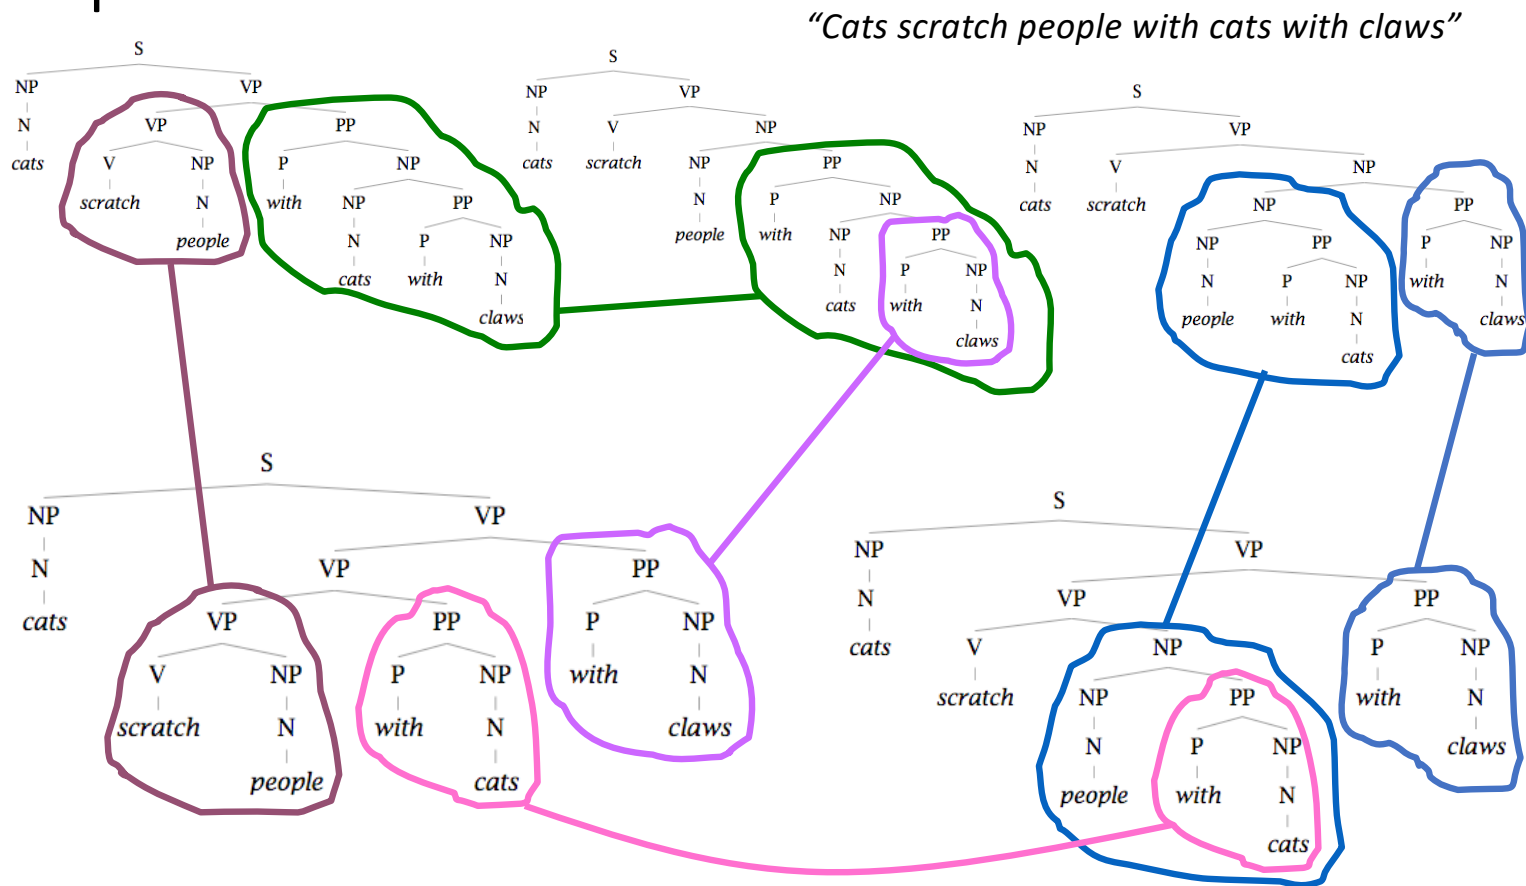 “Cats scratch people with cats with claws”
S
NP VP
N VP PP
cats V NP P NP
scratch N with NP PP
people N P NP
cats with N
claws
S
NP VP
N V NP
cats scratch NP PP
N P NP
people with NP PP
N P NP
cats with N
claws
S
NP VP
N V NP
cats scratch NP PP
NP PP P NP
N P NP with N
people with N claws
cats
S
NP VP
N VP PP
cats VP PP P NP
V NP P NP with N
scratch N with N claws
people cats
S
NP VP
N VP PP
cats V NP P NP
scratch NP PP with N
N P NP claws
people with N
cats